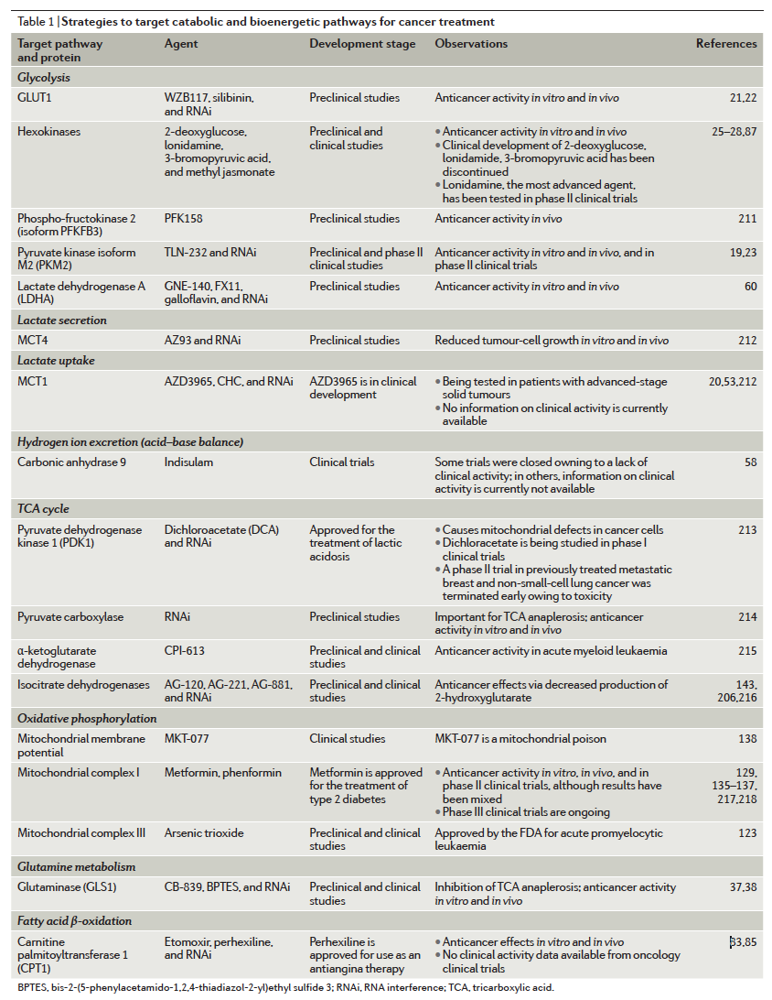 Table 1 | Strategies to target catabolic and bioenergetic pathways for cancer treatment
Target pathway and protein Agent Development stage Observations References
Glycolysis
GLUT1 WZB117, silibinin, and RNAi Preclinical studies Anticancer activity in vitro and in vivo 21,22
Hexokinases 2-deoxyglucose, lonidamine, 3-bromopyruvic acid, and methyl jasmonate Preclinical and clinical studies • Anticancer activity in vitro and in vivo 25–28,87
• Clinical development of 2-deoxyglucose, lonidamide, 3-bromopyruvic acid has been discontinued
• Lonidamine, the most advanced agent, has been tested in phase II clinical trials
Phospho-fructokinase 2 (isoform PFKFB3) PFK158 Preclinical studies Anticancer activity in vivo 211
Pyruvate kinase isoform M2 (PKM2) TLN-232 and RNAi Preclinical and phase II clinical studies Anticancer activity in vitro and in vivo, and in phase II clinical trials 19,23
Lactate dehydrogenase A (LDHA) GNE-140, FX11, galloflavin, and RNAi Preclinical studies Anticancer activity in vitro and in vivo 60
Lactate secretion
MCT4 AZ93 and RNAi Preclinical studies Reduced tumour-cell growth in vitro and in vivo 212
Lactate uptake
MCT1 AZD3965, CHC, and RNAi AZD3965 is in clinical development • Being tested in patients with advanced-stage solid tumours 20,53,212
• No information on clinical activity is currently available
Hydrogen ion excretion (acid–base balance)
Carbonic anhydrase 9 Indisulam Clinical trials Some trials were closed owning to a lack of clinical activity; in others, information on clinical activity is currently not available 58
TCA cycle
Pyruvate dehydrogenase kinase 1 (PDK1) Dichloroacetate (DCA) and RNAi Approved for the treatment of lactic acidosis • Causes mitochondrial defects in cancer cells 213
• Dichloracetate is being studied in phase I clinical trials
• A phase II trial in previously treated metastatic breast and non-small-cell lung cancer was terminated early owing to toxicity
Pyruvate carboxylase RNAi Preclinical studies Important for TCA anaplerosis; anticancer activity in vitro and in vivo 214
α-ketoglutarate dehydrogenase CPI-613 Preclinical and clinical studies Anticancer activity in acute myeloid leukaemia 215
Isocitrate dehydrogenases AG-120, AG-221, AG-881, and RNAi Preclinical and clinical studies Anticancer effects via decreased production of 2-hydroxyglutarate 143, 206,216
Oxidative phosphorylation
Mitochondrial membrane potential MKT-077 Clinical studies MKT-077 is a mitochondrial poison 138
Mitochondrial complex I Metformin, phenformin Metformin is approved for the treatment of type 2 diabetes • Anticancer activity in vitro, in vivo, and in phase II clinical trials, although results have been mixed 129, 135–137, 217,218
• Phase III clinical trials are ongoing
Mitochondrial complex III Arsenic trioxide Preclinical and clinical studies Approved by the FDA for acute promyelocytic leukaemia 123
Glutamine metabolism
Glutaminase (GLS1) CB-839, BPTES, and RNAi Preclinical and clinical studies Inhibition of TCA anaplerosis; anticancer activity in vitro and in vivo 37,38
Fatty acid β-oxidation
Carnitine palmitoyltransferase 1 (CPT1) Etomoxir, perhexiline, and RNAi Perhexiline is approved for use as an antiangina therapy • Anticancer effects in vitro and in vivo 83,85
• No clinical activity data available from oncology clinical trials
BPTES, bis-2-(5-phenylacetamido-1,2,4-thiadiazol-2-yl)ethyl sulfide 3; RNAi, RNA interference; TCA, tricarboxylic acid.